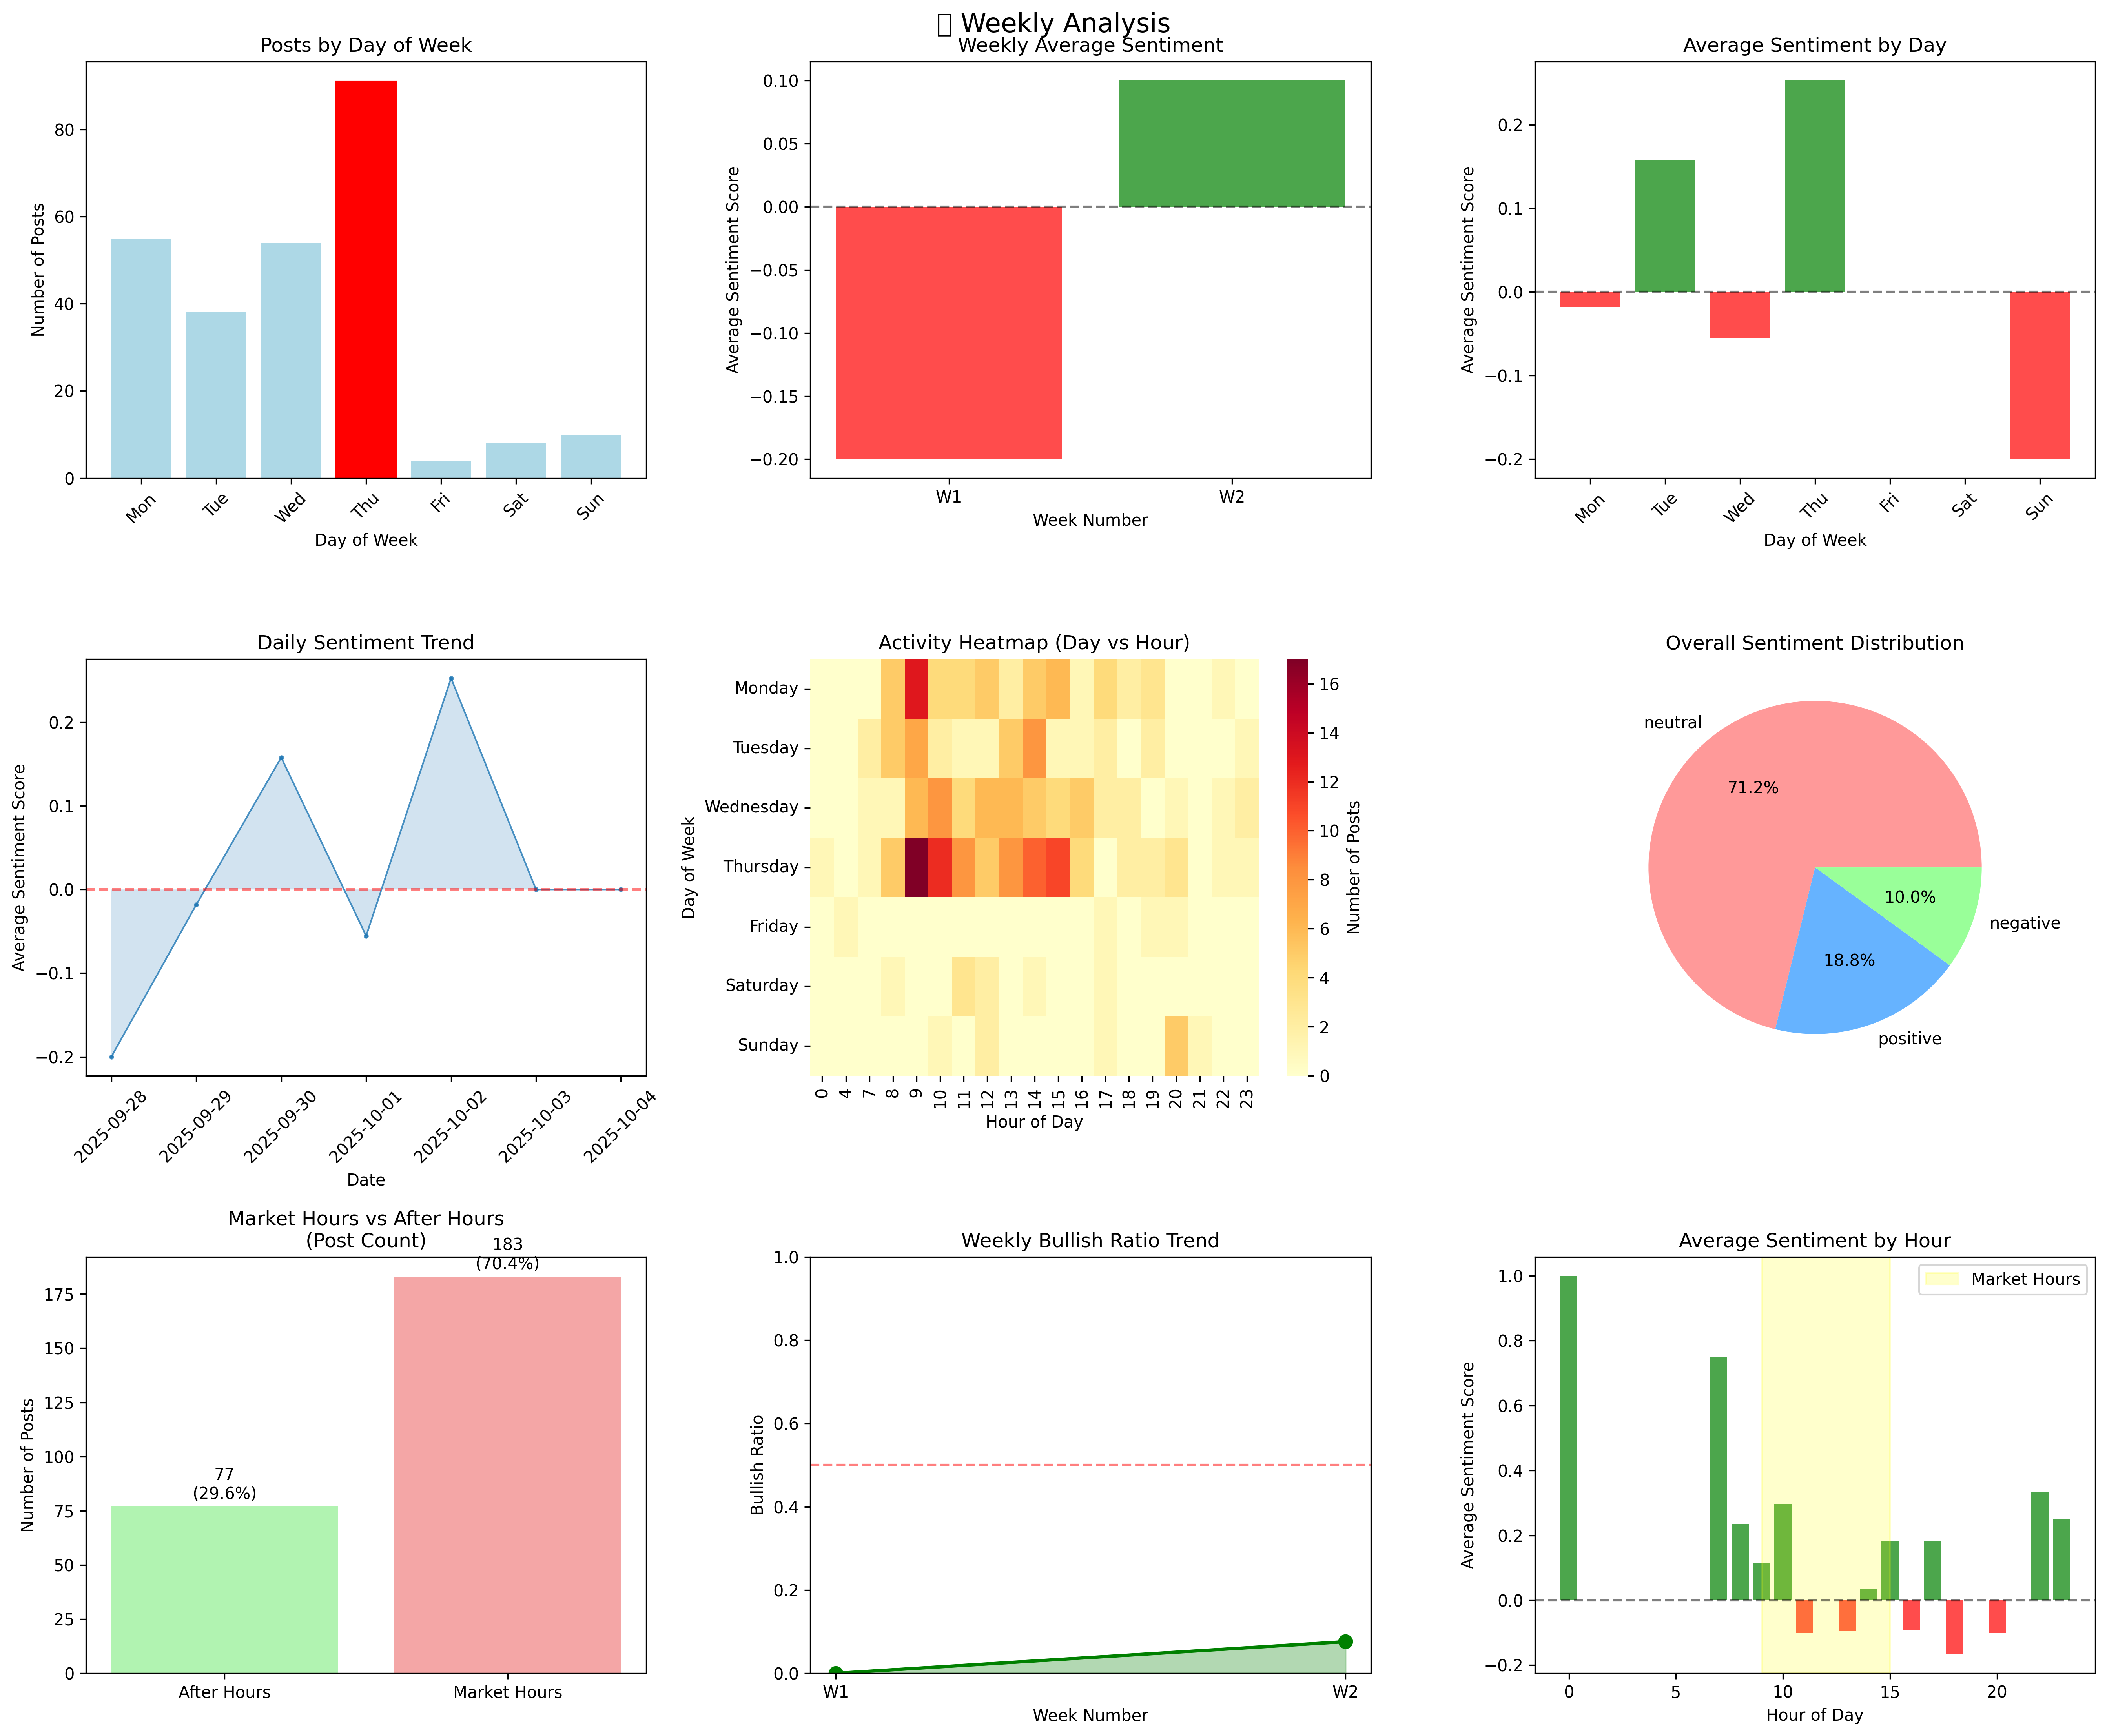 ▯ Weekly Analysis
Posts by Day of Week
Number of Posts
80
60
40
20
0
Mon
Tue
Wed
Thu
Fri
Sat
Sun
Day of Week
Weekly Average Sentiment
Average Sentiment Score
0.10
0.05
0.00
−0.05
−0.10
−0.15
−0.20
W1
W2
Week Number
Average Sentiment by Day
Average Sentiment Score
0.2
0.1
0.0
−0.1
−0.2
Mon
Tue
Wed
Thu
Fri
Sat
Sun
Day of Week
Daily Sentiment Trend
Average Sentiment Score
0.2
0.1
0.0
−0.1
−0.2
2025-09-28
2025-09-29
2025-09-30
2025-10-01
2025-10-02
2025-10-03
2025-10-04
Date
Activity Heatmap (Day vs Hour)
Day of Week
Monday
Tuesday
Wednesday
Thursday
Friday
Saturday
Sunday
0
4
7
8
9
10
11
12
13
14
15
16
17
18
19
20
21
22
23
Hour of Day
16
14
12
10
8
6
4
2
0
Number of Posts
Overall Sentiment Distribution
neutral
71.2%
10.0%
negative
18.8%
positive
Market Hours vs After Hours
(Post Count)
183
(70.4%)
77
(29.6%)
Number of Posts
175
150
125
100
75
50
25
0
After Hours
Market Hours
Weekly Bullish Ratio Trend
Bullish Ratio
1.0
0.8
0.6
0.4
0.2
0.0
W1
W2
Week Number
Average Sentiment by Hour
Market Hours
Average Sentiment Score
1.0
0.8
0.6
0.4
0.2
0.0
−0.2
0
5
10
15
20
Hour of Day